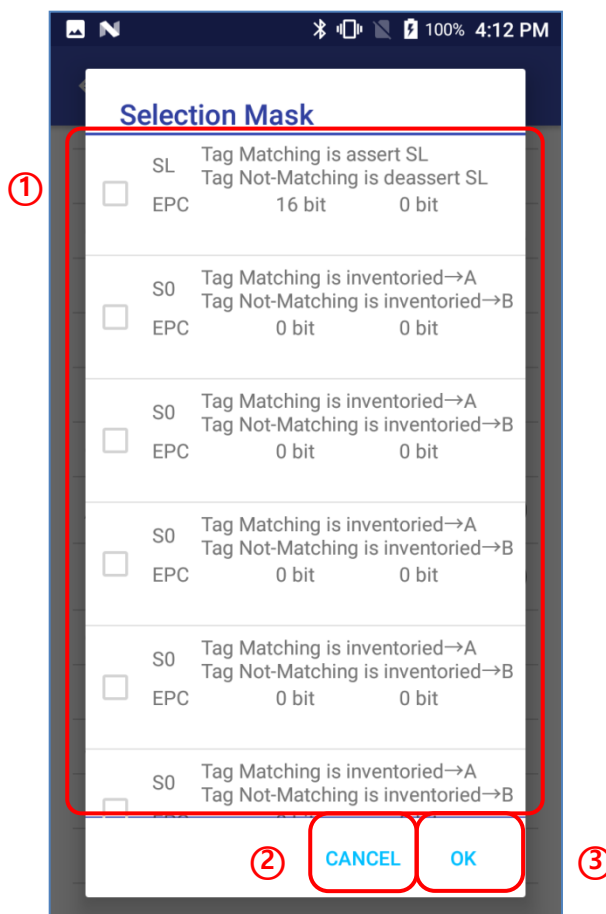 100% 4:12 PM
Selection Mask
①
SL Tag Matching is assert SL
Tag Not-Matching is deassert SL
EPC 16 bit 0 bit
S0 Tag Matching is inventoried→A
Tag Not-Matching is inventoried→B
EPC 0 bit 0 bit
S0 Tag Matching is inventoried→A
Tag Not-Matching is inventoried→B
EPC 0 bit 0 bit
S0 Tag Matching is inventoried→A
Tag Not-Matching is inventoried→B
EPC 0 bit 0 bit
S0 Tag Matching is inventoried→A
Tag Not-Matching is inventoried→B
EPC 0 bit 0 bit
S0 Tag Matching is inventoried→A
Tag Not-Matching is inventoried→B
② CANCEL OK ③